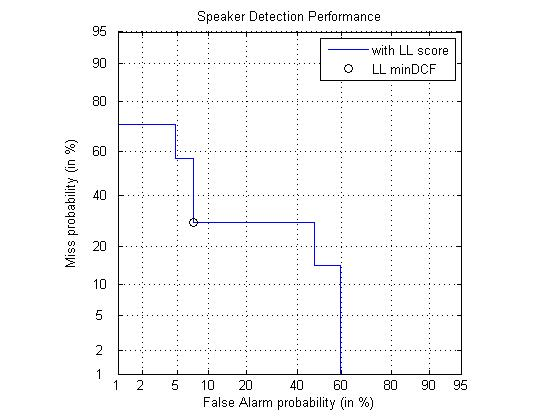 Speaker Detection Performance
with LL score
LL minDCF
Miss probability (in %)
95
90
80
60
40
20
10
5
2
1
1 2 5 10 20 40 60 80 90 95
False Alarm probability (in %)